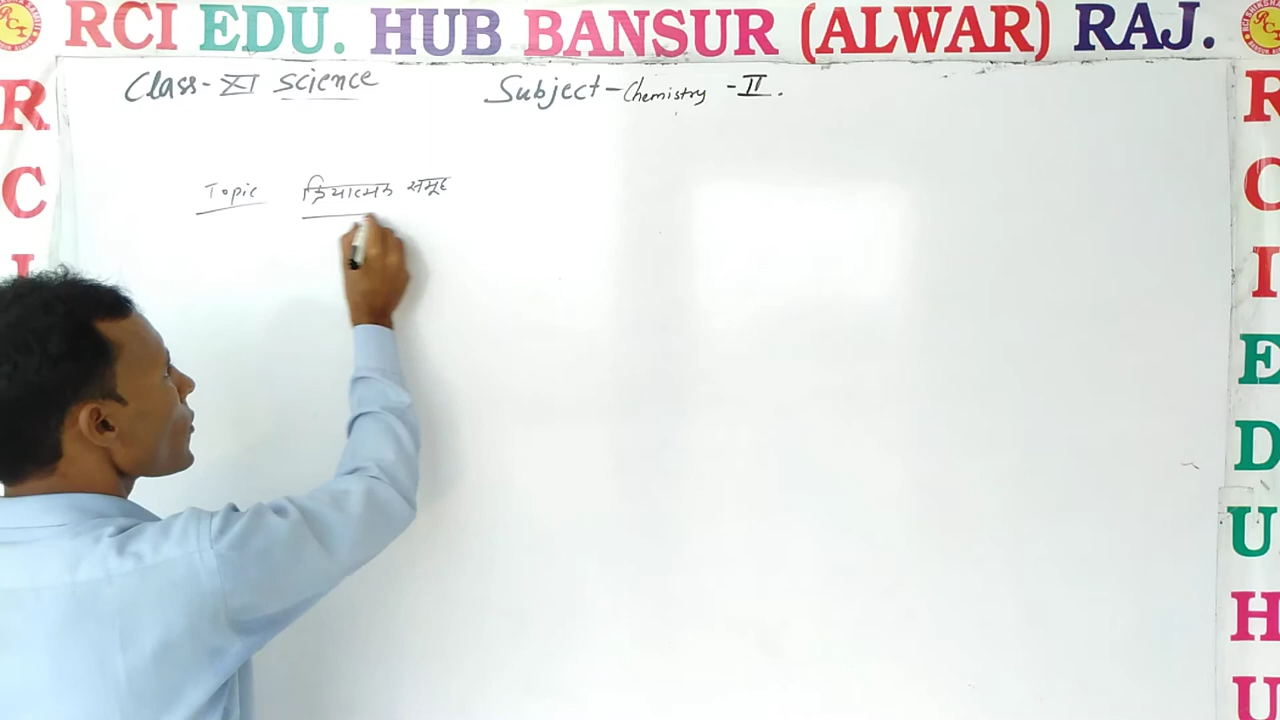 RCI EDU. HUB BANSUR (ALWAR) RAJ.
Class - XI Science
Subject - Chemistry - II.
Topic क्रियात्मक समूह
R
C
I
R
C
I
E
D
U
H
U